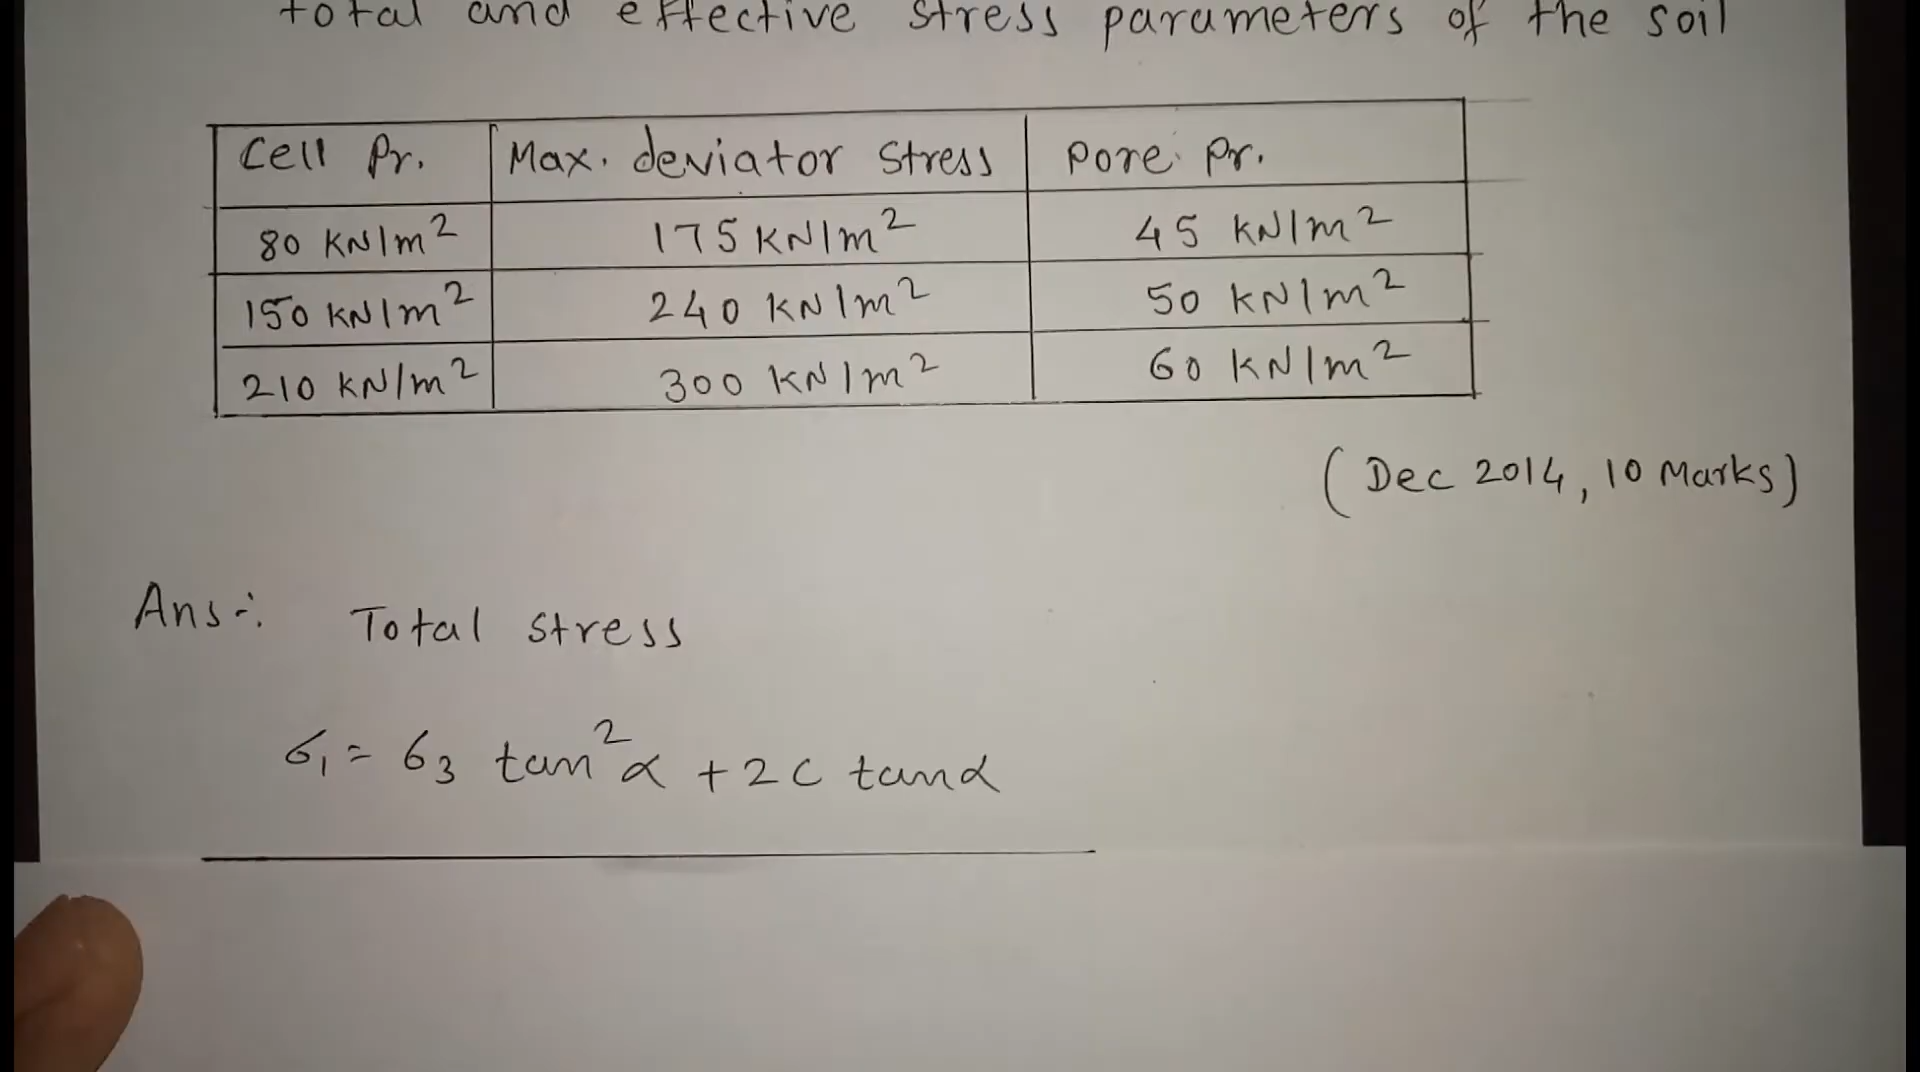 total and effective stress parameters of the soil
Cell Pr. Max. deviator stress pore pr.
80 KN/m² 175 KN/m² 45 KN/m²
150 KN/m² 240 KN/m² 50 KN/m²
210 KN/m² 300 KN/m² 60 KN/m²
(Dec 2014, 10 Marks)
Ans:- Total stress
σ₁ = σ₃ tan²α + 2C tanα